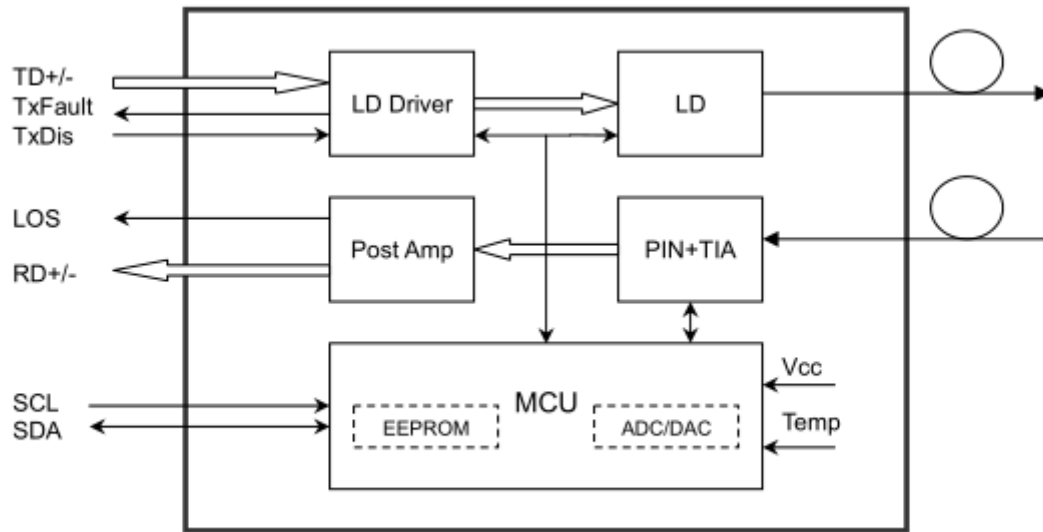 TD+/-
TxFault
TxDis
LD Driver
LD
LOS
RD+/-
Post Amp
PIN+TIA
SCL
SDA
MCU
EEPROM
ADC/DAC
Vcc
Temp